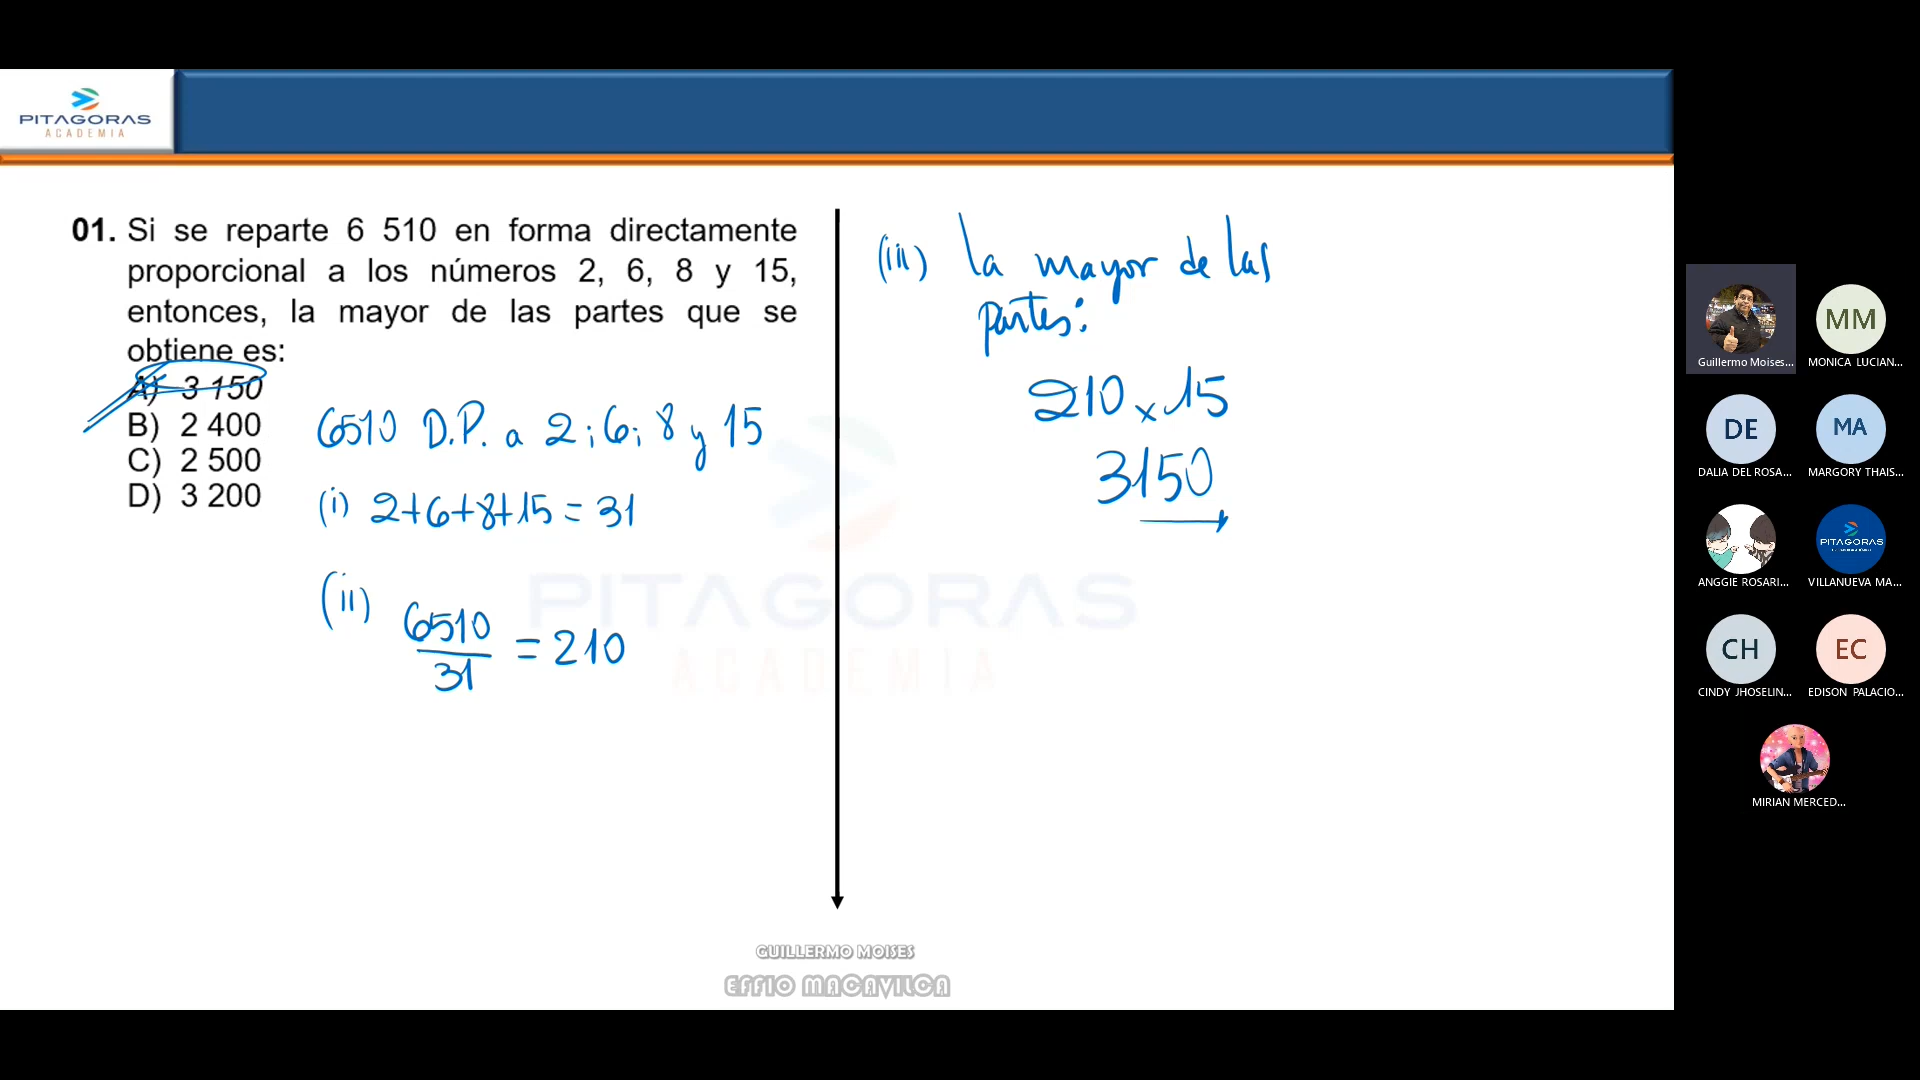 PITAGORAS
ACADEMIA
01. Si se reparte 6 510 en forma directamente
proporcional a los números 2, 6, 8 y 15,
entonces, la mayor de las partes que se
obtiene es:
A) 3 150
B) 2 400
C) 2 500
D) 3 200
6510 D.P. a 2; 6; 8 y 15
(i) 2+6+8+15 = 31
(ii) 6510
31
= 210
(iii) La mayor de las
partes:
210 x 15
3150
PITAGORAS
ACADEMIA
GUILLERMO MOISES
EFFIO MACAVILCA
Guillermo Moises...
MM
MONICA LUCIAN...
DE
DALIA DEL ROSA...
MA
MARGORY THAIS...
ANGGIE ROSARI...
PITAGORAS
VILLANUEVA MA...
CH
CINDY JHOSELIN...
EC
EDISON PALACIO...
MIRIAN MERCED...